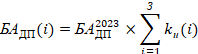 БА_ДП(i) = БА_ДП^2023 × ∑_{i=1}^{3} k_и(i)